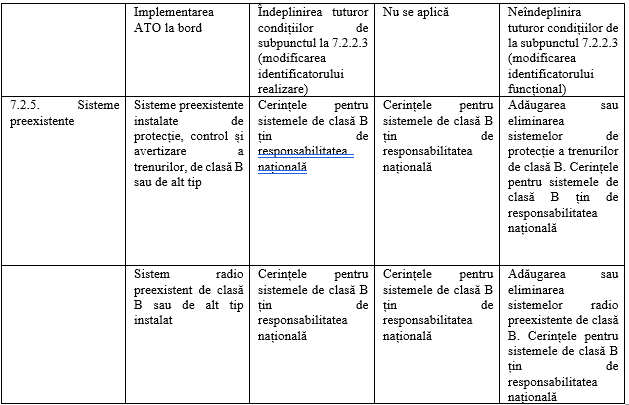 Implementarea
ATO la bord
Îndeplinirea tuturor
condițiilor de
subpunctul la 7.2.2.3
(modificarea
identificatorului
realizare)
Nu se aplică
Neîndeplinira
tuturor condițiilor de
la subpunctul 7.2.2.3
(modificarea
identificatorului
funcțional)
7.2.5. Sisteme
preexistente
Sisteme preexistente
instalate de
protecție, control și
avertizare a
trenurilor, de clasă B
sau de alt tip
Cerințele pentru
sistemele de clasă B
țin de
responsabilitatea
națională
Cerințele pentru
sistemele de clasă B
țin de
responsabilitatea
națională
Adăugarea sau
eliminarea
sistemelor de
protecție a trenurilor
de clasă B. Cerințele
pentru sistemele de
clasă B țin de
responsabilitatea
națională
Sistem radio
preexistent de clasă
B sau de alt tip
instalat
Cerințele pentru
sistemele de clasă B
țin de
responsabilitatea
națională
Cerințele pentru
sistemele de clasă B
țin de
responsabilitatea
națională
Adăugarea sau
eliminarea
sistemelor radio
preexistente de clasă
B. Cerințele pentru
sistemele de clasă B
țin de
responsabilitatea
națională